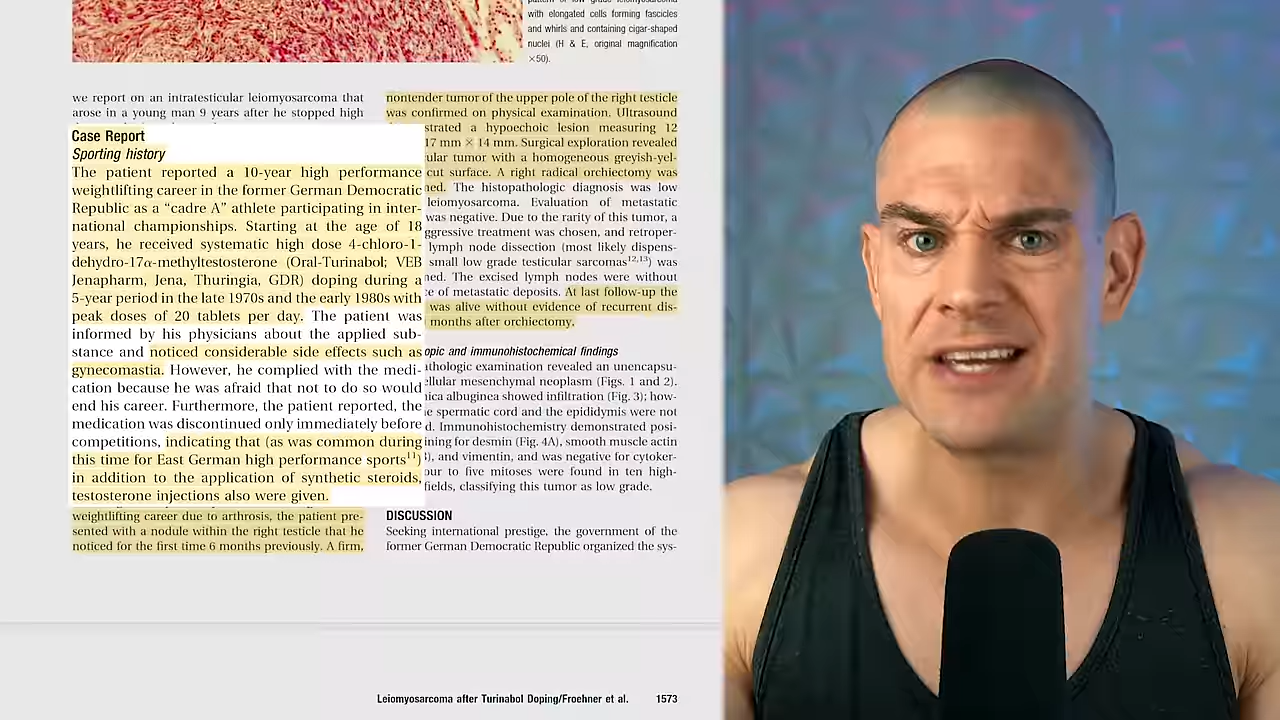 with elongated cells forming fascicles
and whirls and containing cigar-shaped
nuclei (H & E, original magnification
×50).
we report on an intratesticular leiomyosarcoma that
arose in a young man 9 years after he stopped high
Case Report
Sporting history
The patient reported a 10-year high performance
weightlifting career in the former German Democratic
Republic as a “cadre A” athlete participating in inter-
national championships. Starting at the age of 18
years, he received systematic high dose 4-chloro-1-
dehydro-17α-methyltestosterone (Oral-Turinabol; VEB
Jenapharm, Jena, Thuringia, GDR) doping during a
5-year period in the late 1970s and the early 1980s with
peak doses of 20 tablets per day. The patient was
informed by his physicians about the applied sub-
stance and noticed considerable side effects such as
gynecomastia. However, he complied with the medi-
cation because he was afraid that not to do so would
end his career. Furthermore, the patient reported, the
medication was discontinued only immediately before
competitions, indicating that (as was common during
this time for East German high performance sports11)
in addition to the application of synthetic steroids,
testosterone injections also were given.
weightlifting career due to arthrosis, the patient pre-
sented with a nodule within the right testicle that he
noticed for the first time 6 months previously. A firm,
nontender tumor of the upper pole of the right testicle
was confirmed on physical examination. Ultrasound
strated a hypoechoic lesion measuring 12
17 mm × 14 mm. Surgical exploration revealed
ular tumor with a homogeneous greyish-yel-
cut surface. A right radical orchiectomy was
ned. The histopathologic diagnosis was low
leiomyosarcoma. Evaluation of metastatic
was negative. Due to the rarity of this tumor, a
ggressive treatment was chosen, and retroper-
lymph node dissection (most likely dispens-
small low grade testicular sarcomas12,13) was
ned. The excised lymph nodes were without
e of metastatic deposits. At last follow-up the
was alive without evidence of recurrent dis-
months after orchiectomy.
opic and immunohistochemical findings
athologic examination revealed an unencapsu-
ellular mesenchymal neoplasm (Figs. 1 and 2).
nica albuginea showed infiltration (Fig. 3); how-
e spermatic cord and the epididymis were not
d. Immunohistochemistry demonstrated posi-
ining for desmin (Fig. 4A), smooth muscle actin
), and vimentin, and was negative for cytoker-
our to five mitoses were found in ten high-
fields, classifying this tumor as low grade.
DISCUSSION
Seeking international prestige, the government of the
former German Democratic Republic organized the sys-
Leiomyosarcoma after Turinabol Doping/Froehner et al. 1573